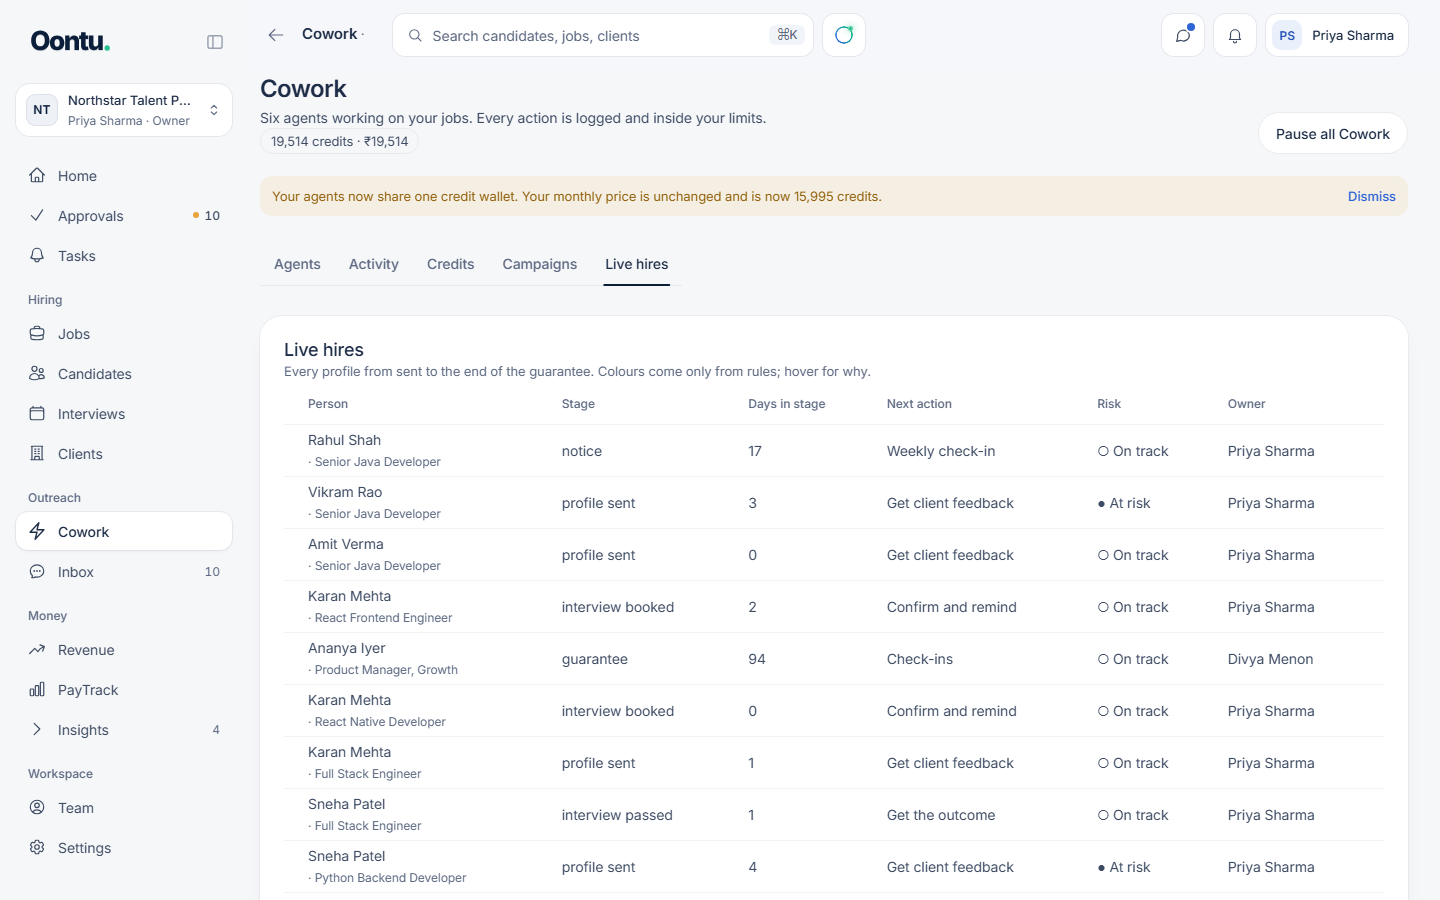 Oontu.
NT
Northstar Talent P...
Priya Sharma · Owner
Home
Approvals
10
Tasks
Hiring
Jobs
Candidates
Interviews
Clients
Outreach
Cowork
Inbox
10
Money
Revenue
PayTrack
Insights
4
Workspace
Team
Settings
Cowork ·
Search candidates, jobs, clients
⌘K
PS
Priya Sharma
Cowork
Six agents working on your jobs. Every action is logged and inside your limits.
19,514 credits · ₹19,514
Pause all Cowork
Your agents now share one credit wallet. Your monthly price is unchanged and is now 15,995 credits.
Dismiss
Agents
Activity
Credits
Campaigns
Live hires
Live hires
Every profile from sent to the end of the guarantee. Colours come only from rules; hover for why.
Person Stage Days in stage Next action Risk Owner
Rahul Shah
· Senior Java Developer
notice 17 Weekly check-in ○ On track Priya Sharma
Vikram Rao
· Senior Java Developer
profile sent 3 Get client feedback ● At risk Priya Sharma
Amit Verma
· Senior Java Developer
profile sent 0 Get client feedback ○ On track Priya Sharma
Karan Mehta
· React Frontend Engineer
interview booked 2 Confirm and remind ○ On track Priya Sharma
Ananya Iyer
· Product Manager, Growth
guarantee 94 Check-ins ○ On track Divya Menon
Karan Mehta
· React Native Developer
interview booked 0 Confirm and remind ○ On track Priya Sharma
Karan Mehta
· Full Stack Engineer
profile sent 1 Get client feedback ○ On track Priya Sharma
Sneha Patel
· Full Stack Engineer
interview passed 1 Get the outcome ○ On track Priya Sharma
Sneha Patel
· Python Backend Developer
profile sent 4 Get client feedback ● At risk Priya Sharma